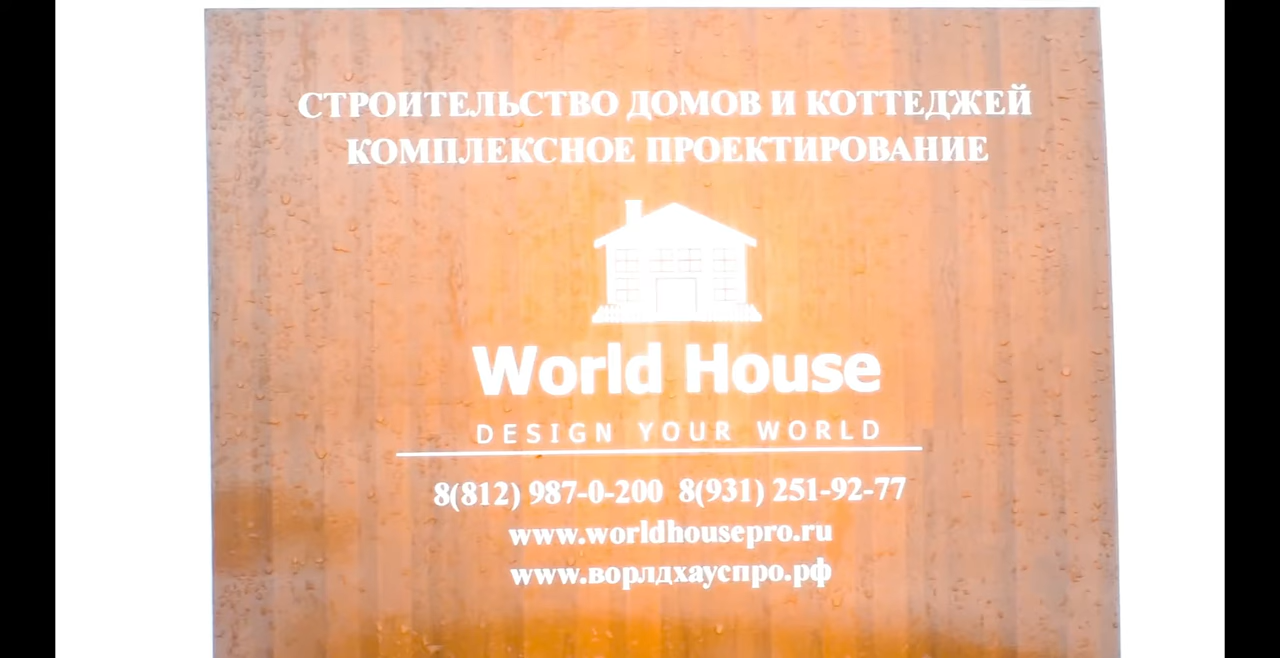 СТРОИТЕЛЬСТВО ДОМОВ И КОТТЕДЖЕЙ
КОМПЛЕКСНОЕ ПРОЕКТИРОВАНИЕ
World House
DESIGN YOUR WORLD
8(812) 987-0-200 8(931) 251-92-77
www.worldhousepro.ru
www.ворлдхауспро.рф